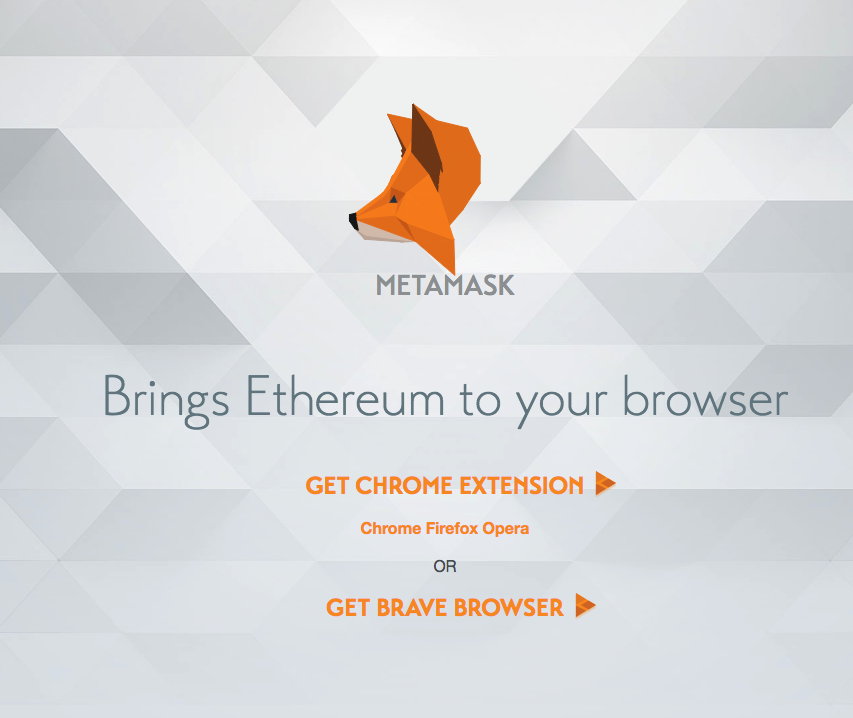 METAMASK
Brings Ethereum to your browser
GET CHROME EXTENSION
Chrome Firefox Opera
OR
GET BRAVE BROWSER